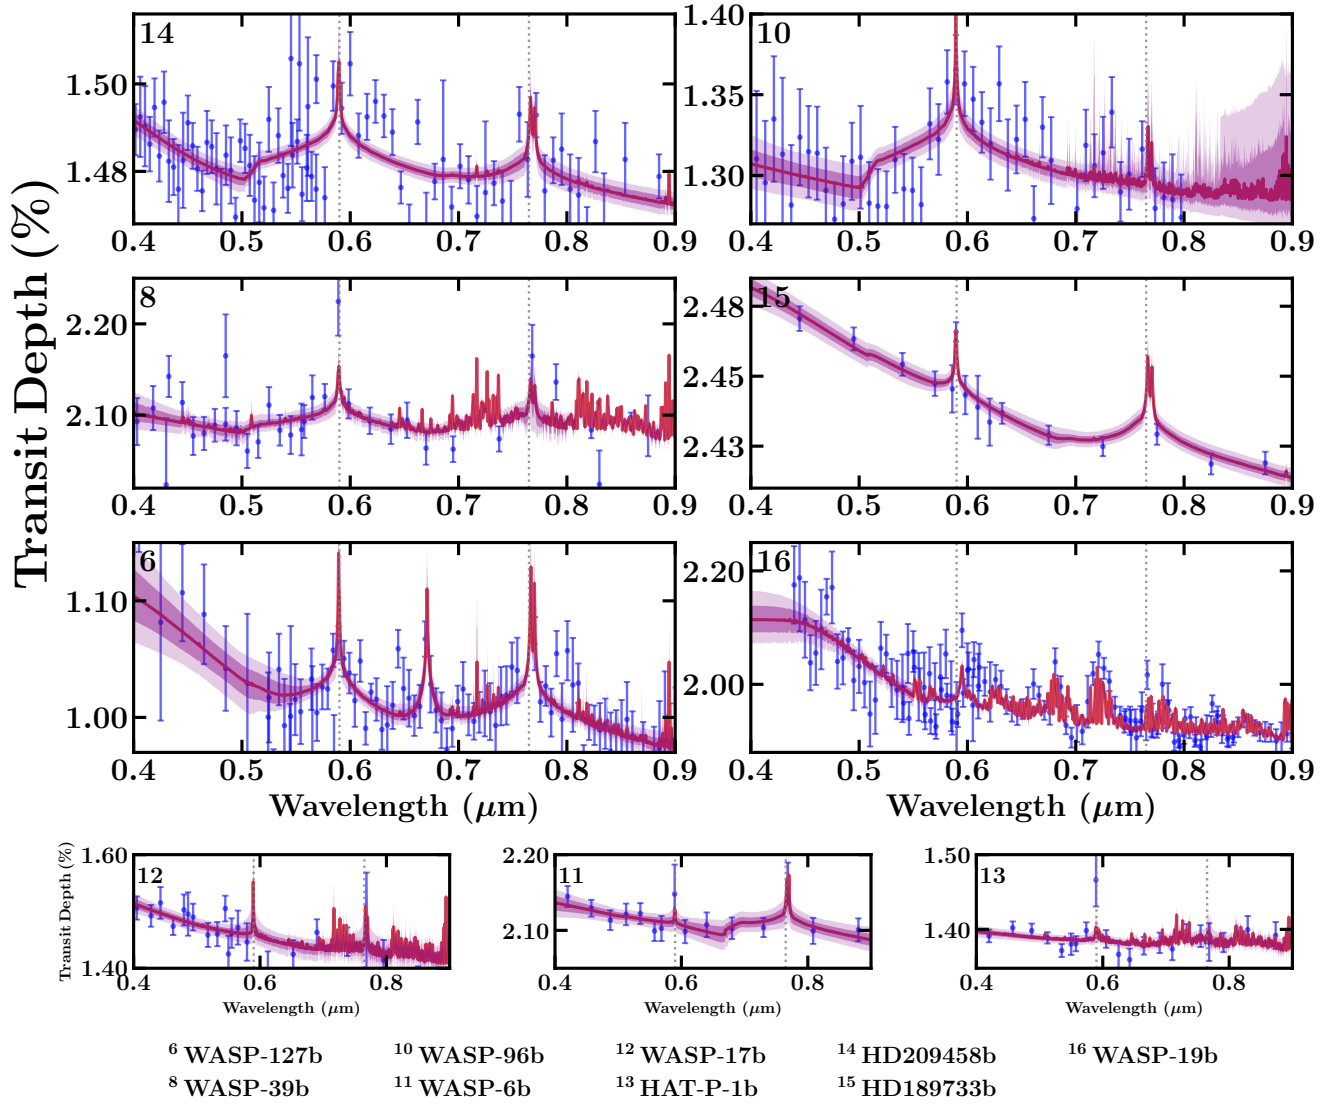 Transit Depth (%)
14
1.50
1.48
0.4 0.5 0.6 0.7 0.8 0.9
10
1.40
1.35
1.30
0.4 0.5 0.6 0.7 0.8 0.9
8
2.20
2.10
0.4 0.5 0.6 0.7 0.8 0.9
15
2.48
2.45
2.43
0.4 0.5 0.6 0.7 0.8 0.9
6
1.10
1.00
0.4 0.5 0.6 0.7 0.8 0.9
Wavelength (μm)
16
2.20
2.00
0.4 0.5 0.6 0.7 0.8 0.9
Wavelength (μm)
Transit Depth (%)
12
1.60
1.40
0.4 0.6 0.8
Wavelength (μm)
11
2.20
2.10
0.4 0.6 0.8
Wavelength (μm)
13
1.50
1.40
0.4 0.6 0.8
Wavelength (μm)
⁶ WASP-127b ¹⁰ WASP-96b ¹² WASP-17b ¹⁴ HD209458b ¹⁶ WASP-19b
⁸ WASP-39b ¹¹ WASP-6b ¹³ HAT-P-1b ¹⁵ HD189733b